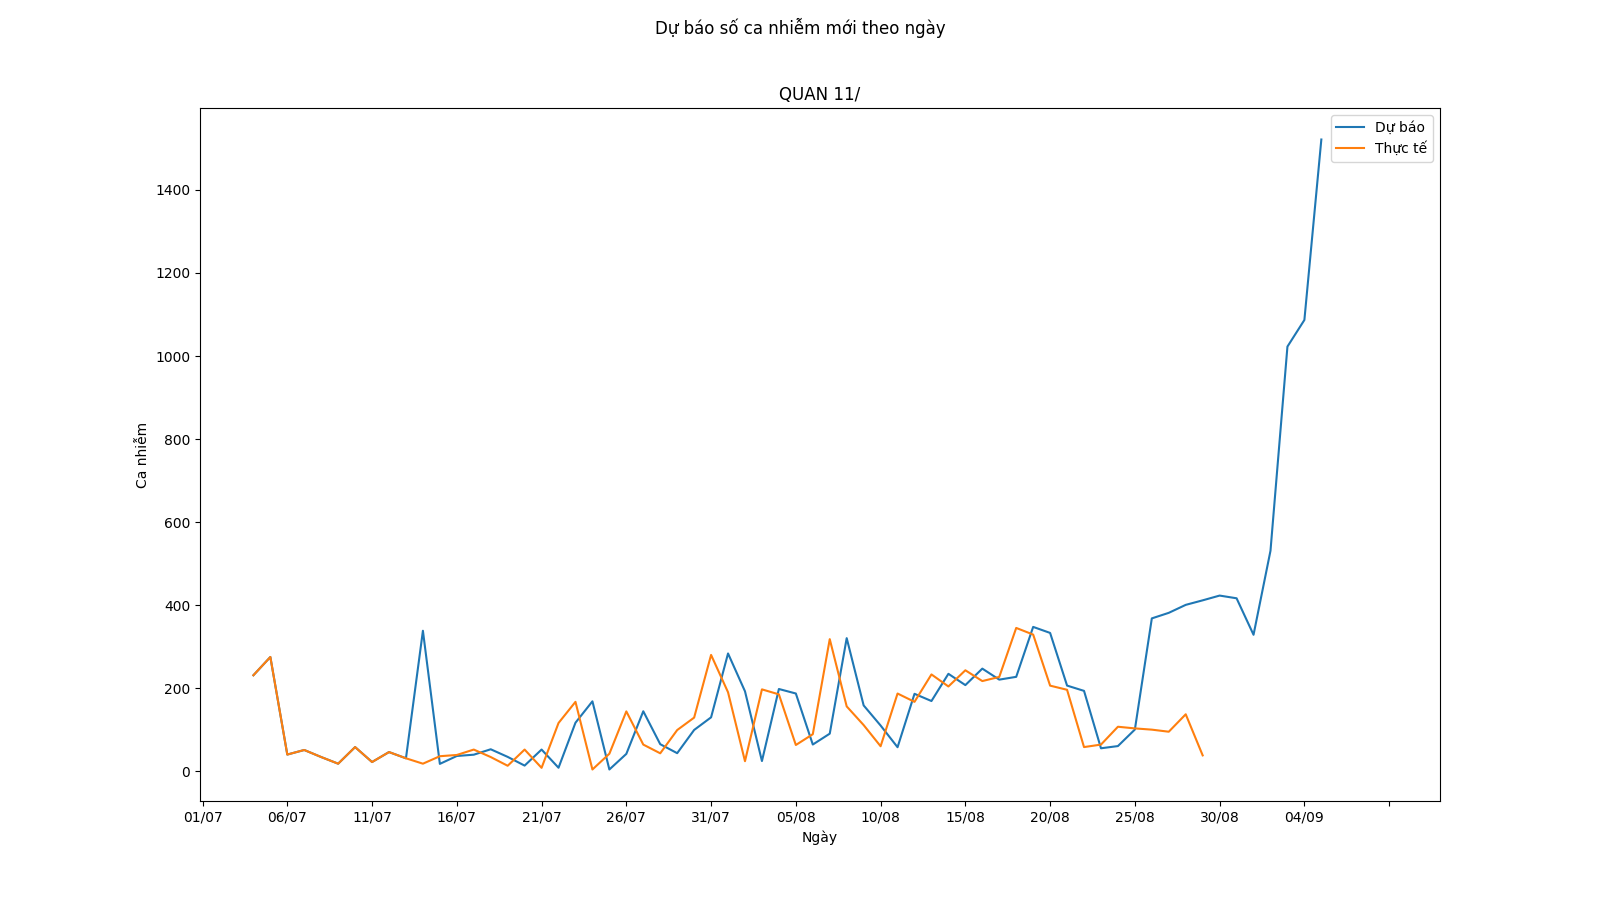 Dự báo số ca nhiễm mới theo ngày
QUAN 11/
Dự báo
Thực tế
1400
1200
1000
800
600
400
200
0
Ca nhiễm
01/07 06/07 11/07 16/07 21/07 26/07 31/07 05/08 10/08 15/08 20/08 25/08 30/08 04/09
Ngày